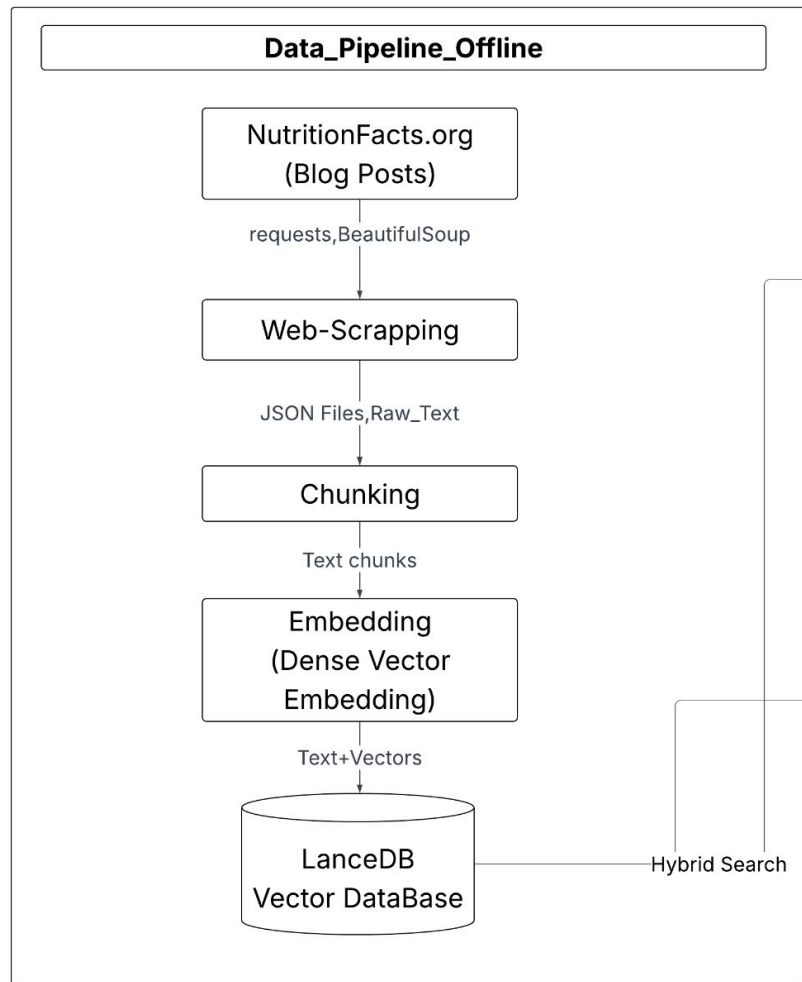 Data_Pipeline_Offline
NutritionFacts.org
(Blog Posts)
requests,BeautifulSoup
Web-Scrapping
JSON Files,Raw_Text
Chunking
Text chunks
Embedding
(Dense Vector
Embedding)
Text+Vectors
LanceDB
Vector DataBase
Hybrid Search